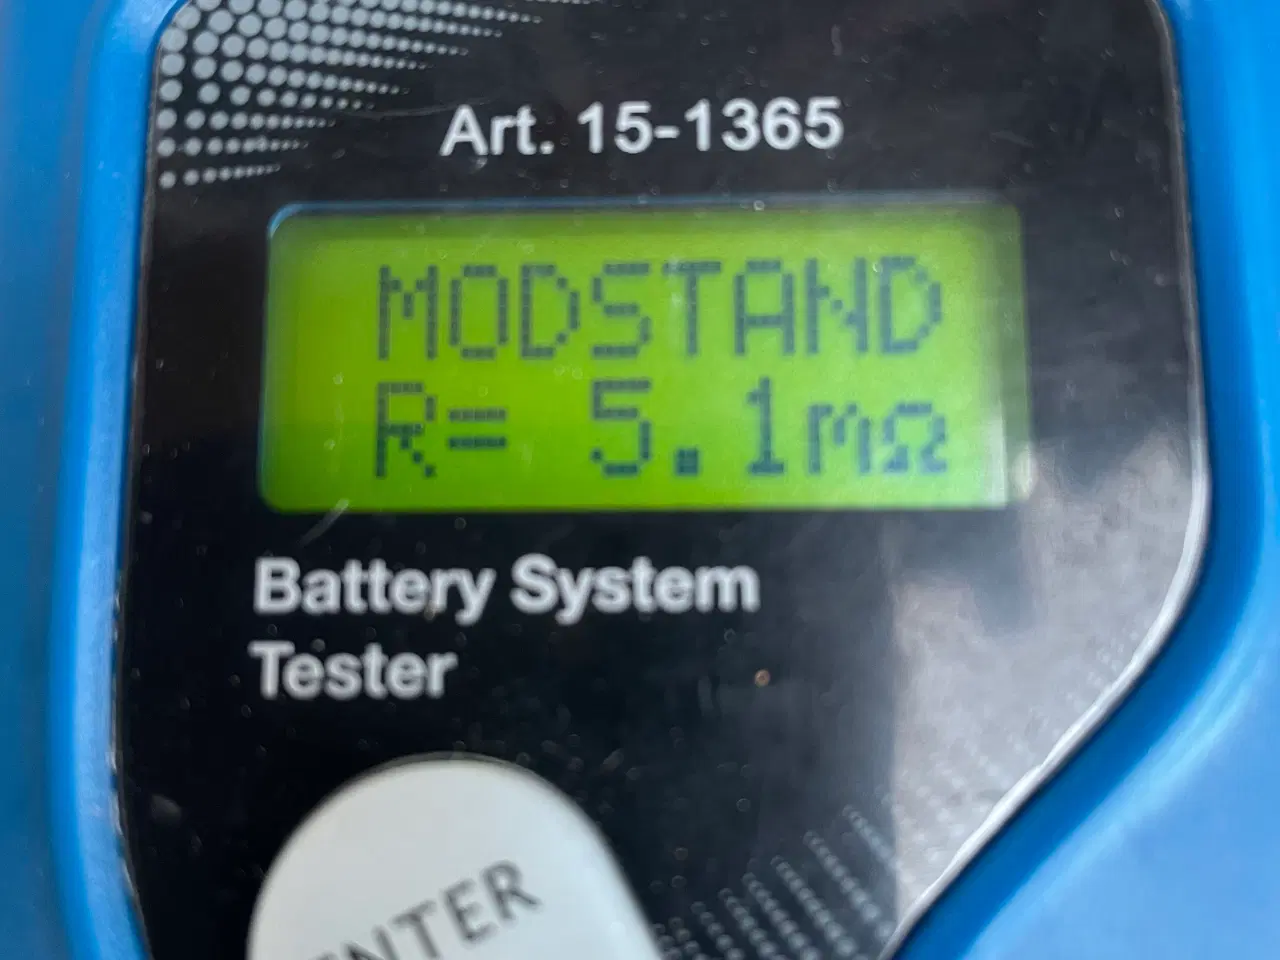 Art. 15-1365
MODSTAND
R= 5.1mΩ
Battery System
Tester
ENTER